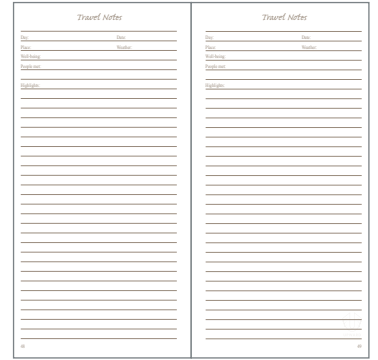 Travel Notes
Day: Date:
Place: Weather:
Well-being:
People met:
Highlights:
Travel Notes
Day: Date:
Place: Weather:
Well-being:
People met:
Highlights: